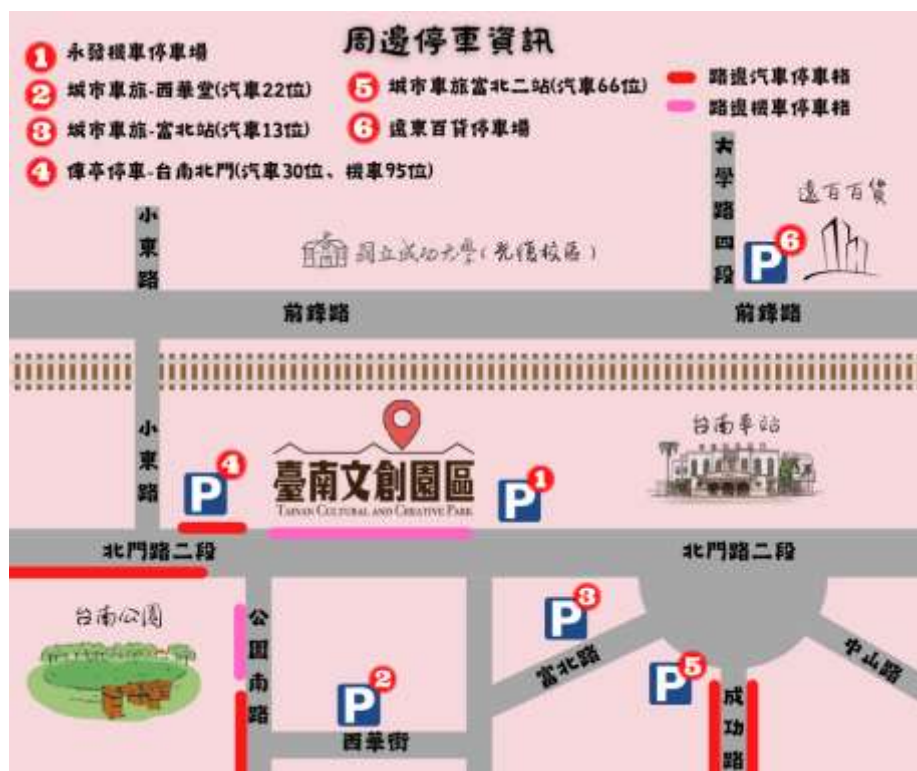 周邊停車資訊
1 永發機車停車場
2 城市車旅-西華堂(汽車22位)
3 城市車旅-富北站(汽車13位)
4 偉亭停車-台南北門(汽車30位、機車95位)
5 城市車旅富北二站(汽車66位)
6 遠東百貨停車場
路邊汽車停車格
路邊機車停車格
小東路
國立成功大學(光復校區)
大學路四段
遠百百貨
P 6
前鋒路
前鋒路
小東路
P 4
臺南文創園區
TAINAN CULTURAL AND CREATIVE PARK
P 1
台南車站
北門路二段
北門路二段
台南公園
公園南路
P 2
西華街
P 3
富北路
P 5
成功路
中山路